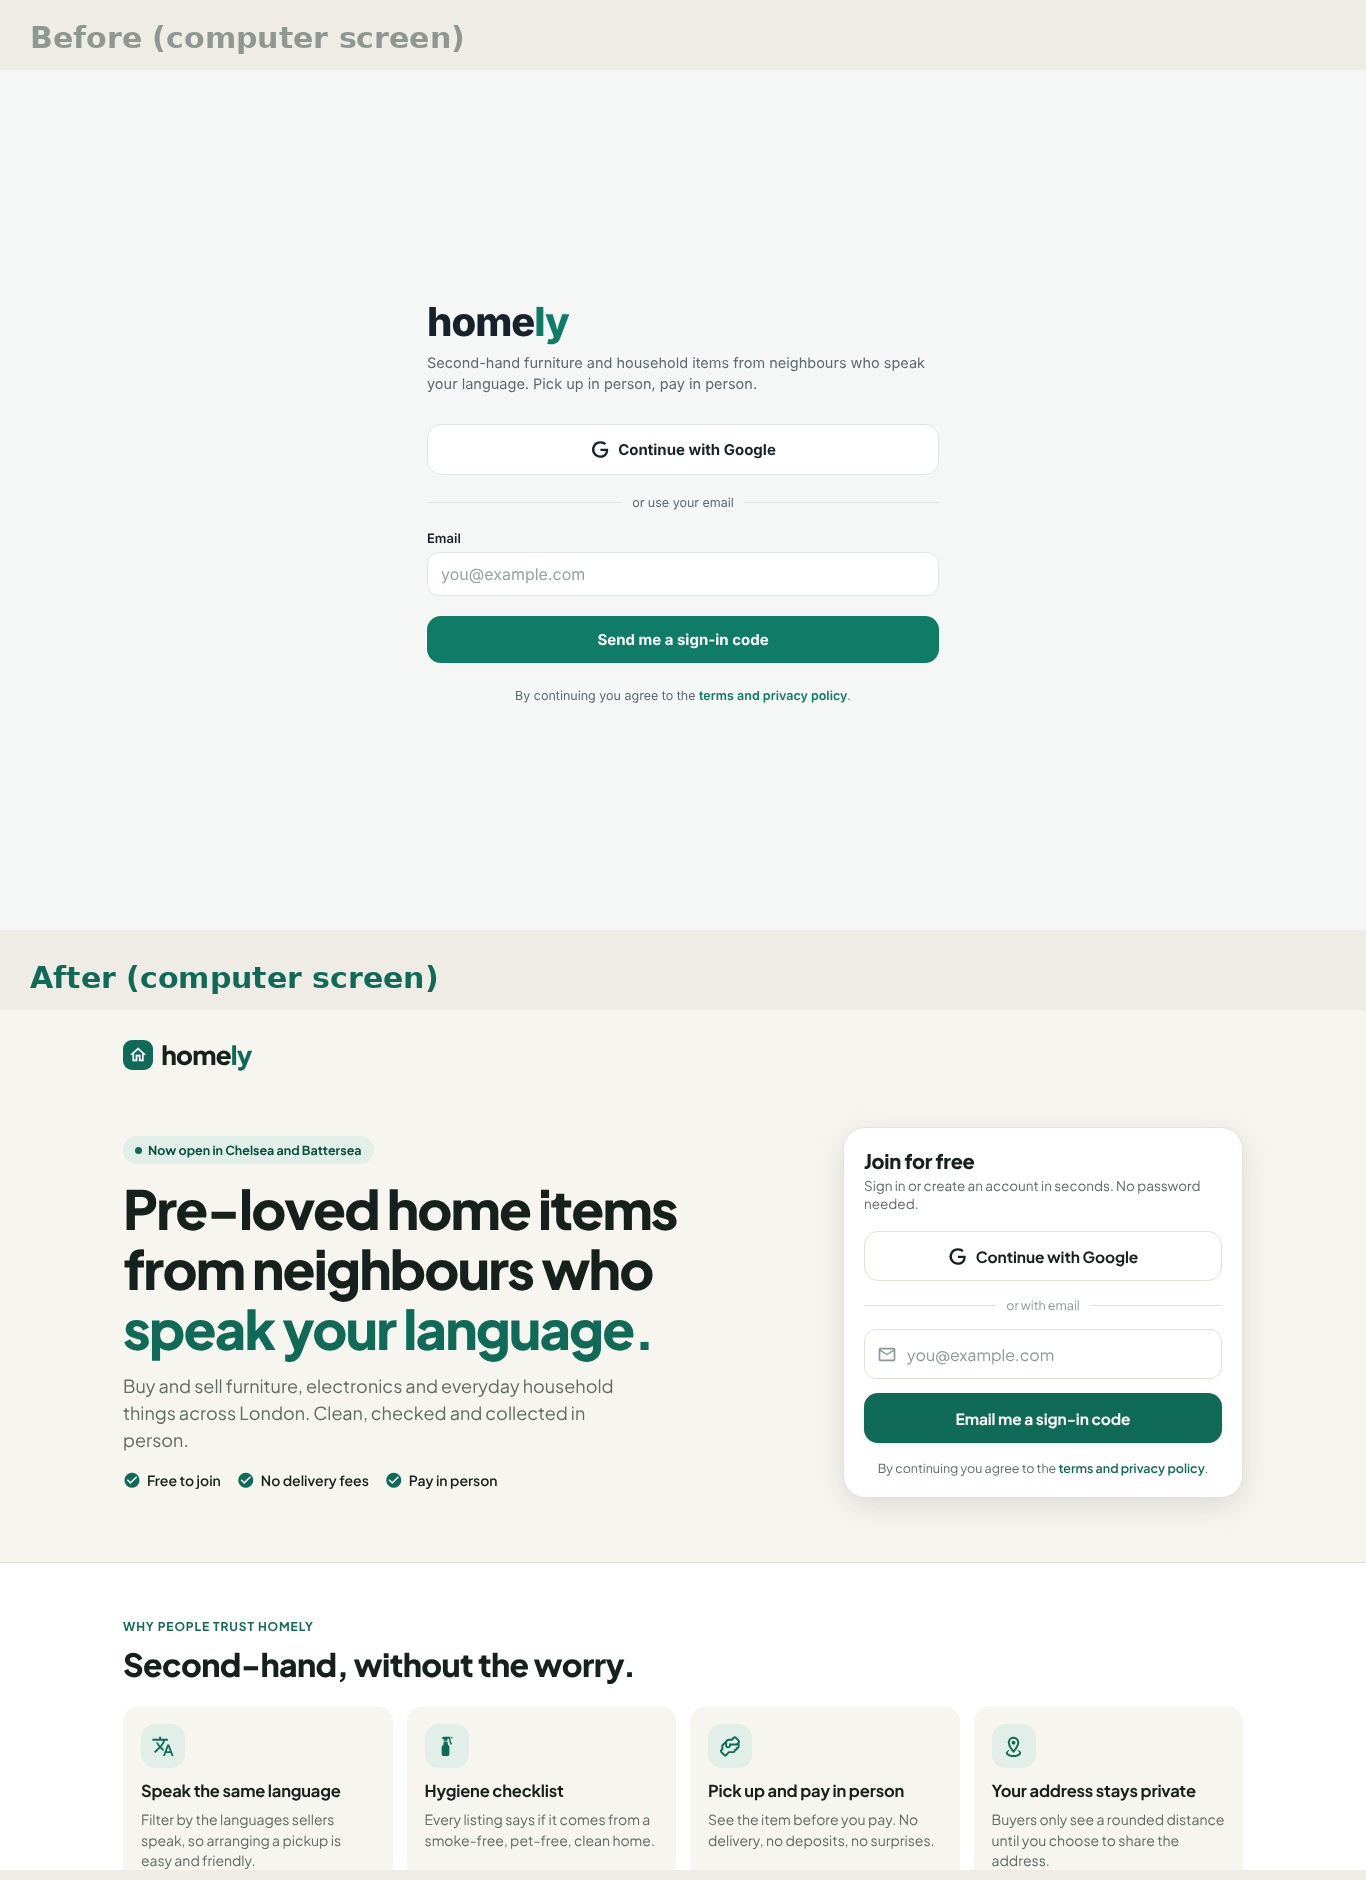 Before (computer screen)
homely
Second-hand furniture and household items from neighbours who speak
your language. Pick up in person, pay in person.
Continue with Google
or use your email
Email
you@example.com
Send me a sign-in code
By continuing you agree to the terms and privacy policy.
After (computer screen)
homely
Now open in Chelsea and Battersea
Pre-loved home items
from neighbours who
speak your language.
Buy and sell furniture, electronics and everyday household
things across London. Clean, checked and collected in
person.
Free to join
No delivery fees
Pay in person
Join for free
Sign in or create an account in seconds. No password
needed.
Continue with Google
or with email
you@example.com
Email me a sign-in code
By continuing you agree to the terms and privacy policy.
WHY PEOPLE TRUST HOMELY
Second-hand, without the worry.
Speak the same language
Filter by the languages sellers
speak, so arranging a pickup is
easy and friendly.
Hygiene checklist
Every listing says if it comes from a
smoke-free, pet-free, clean home.
Pick up and pay in person
See the item before you pay. No
delivery, no deposits, no surprises.
Your address stays private
Buyers only see a rounded distance
until you choose to share the
address.